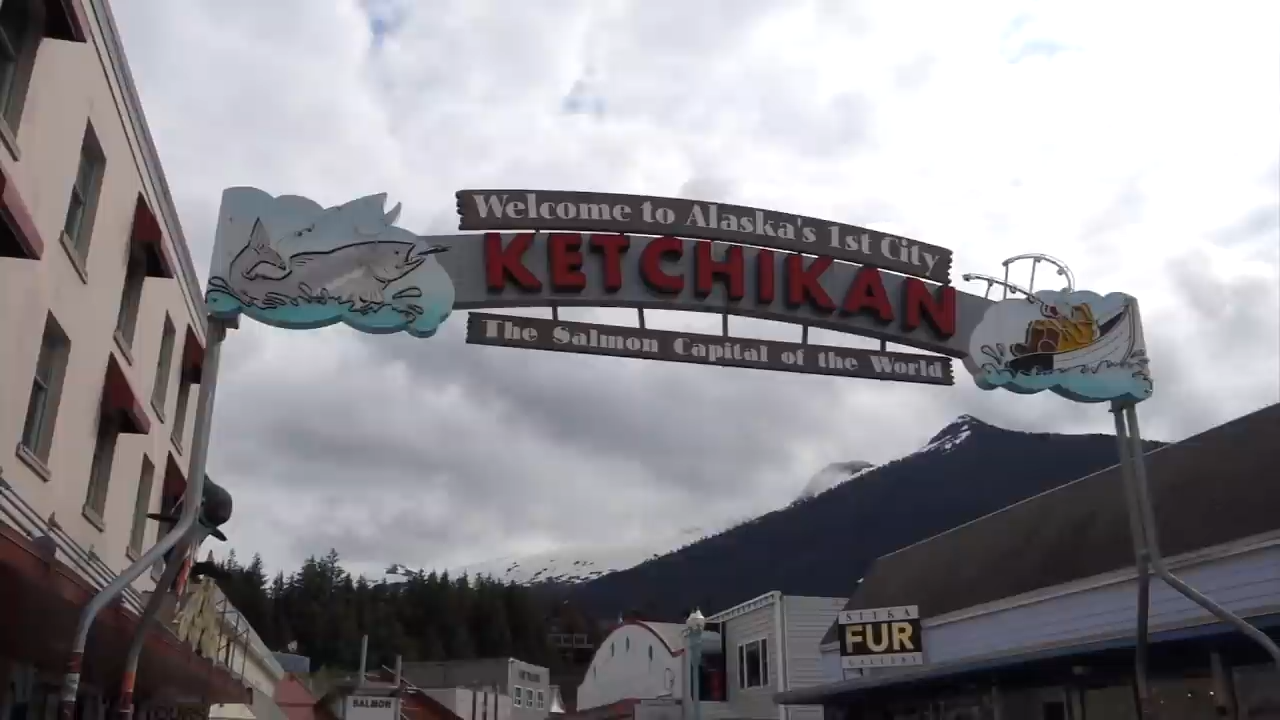 Welcome to Alaska's 1st City
KETCHIKAN
The Salmon Capital of the World
SITKA
FUR
GALLERY
SALMON